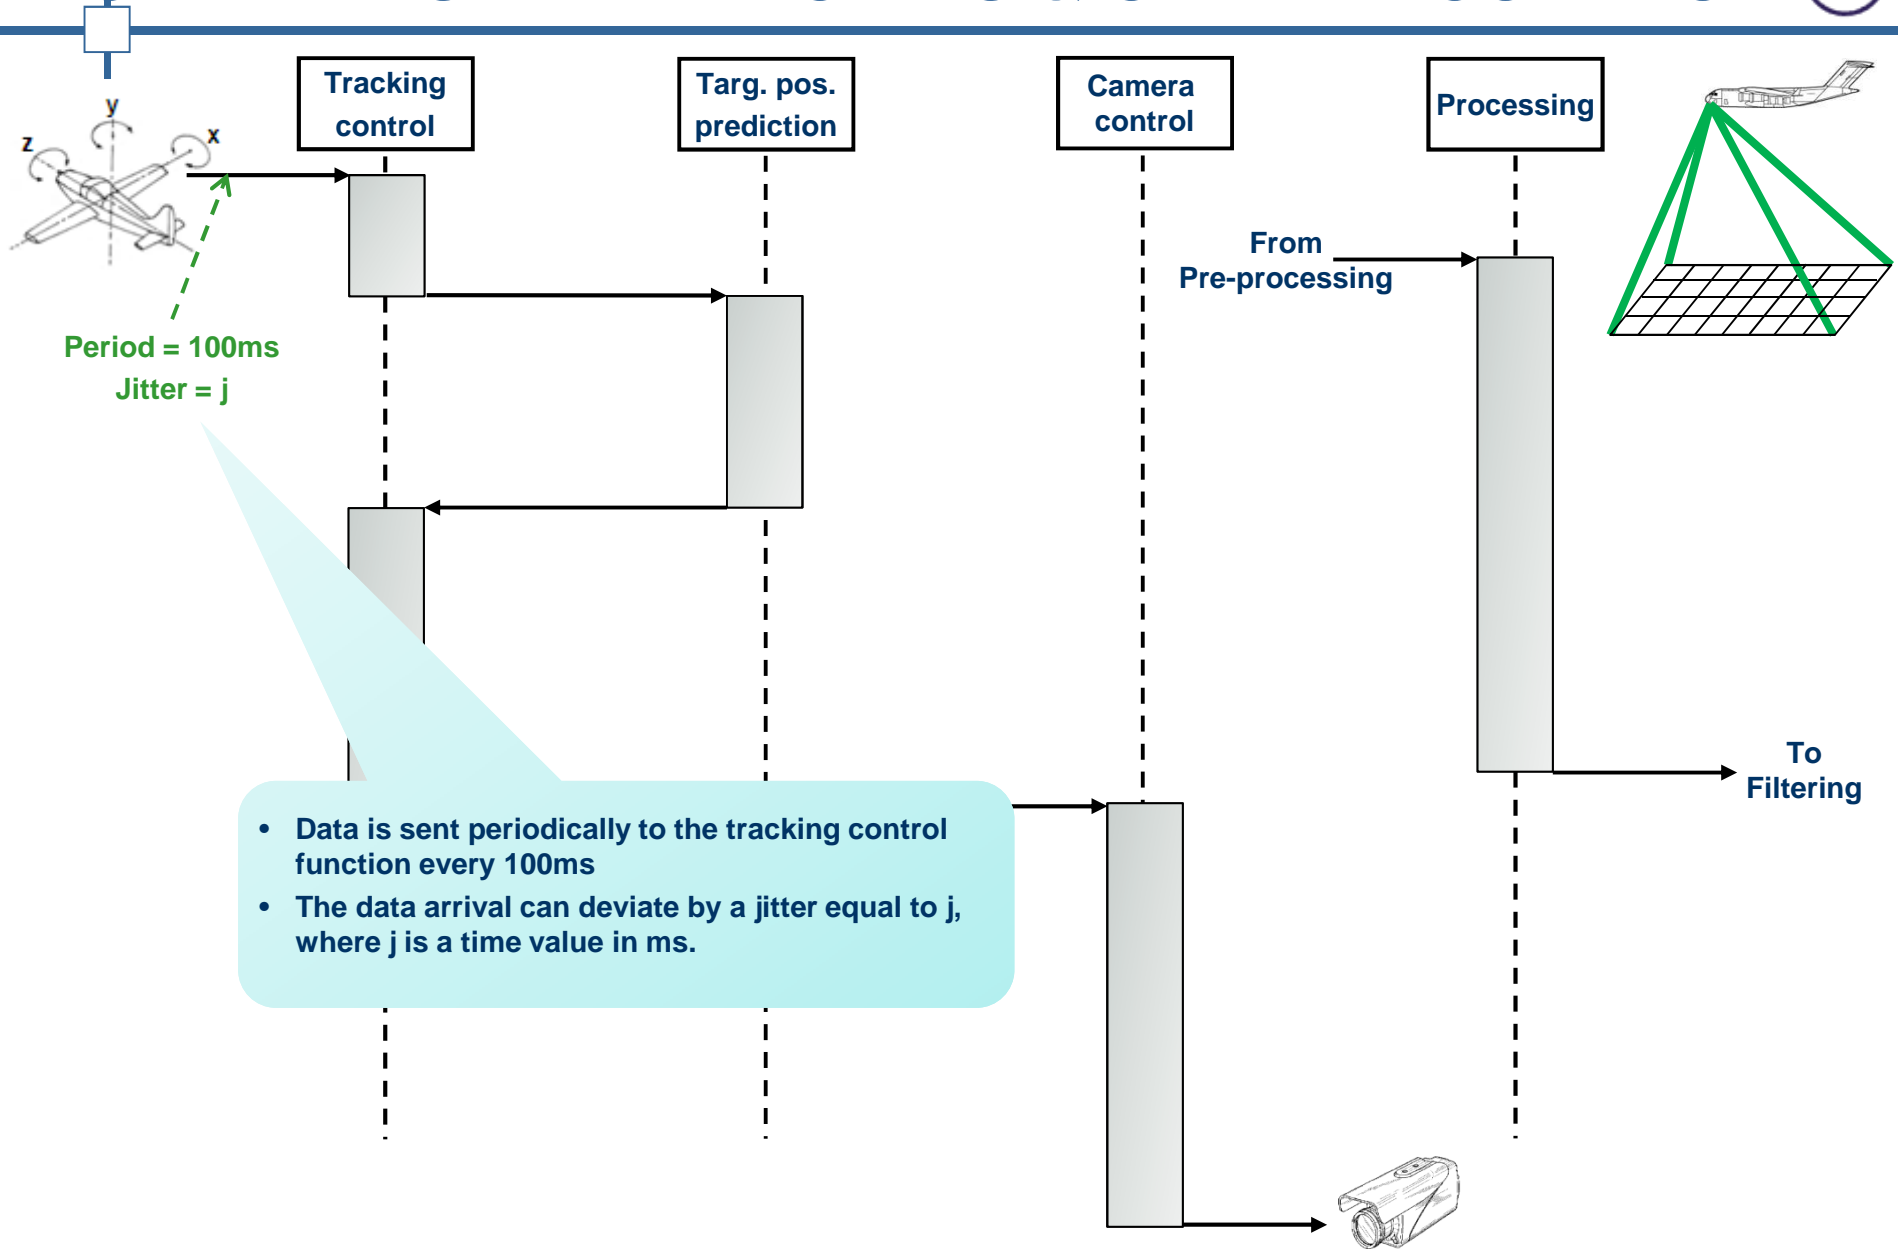 Tracking
control
Targ. pos.
prediction
Camera
control
Processing
y
x
z
From
Pre-processing
Period = 100ms
Jitter = j
To
Filtering
• Data is sent periodically to the tracking control
function every 100ms
• The data arrival can deviate by a jitter equal to j,
where j is a time value in ms.